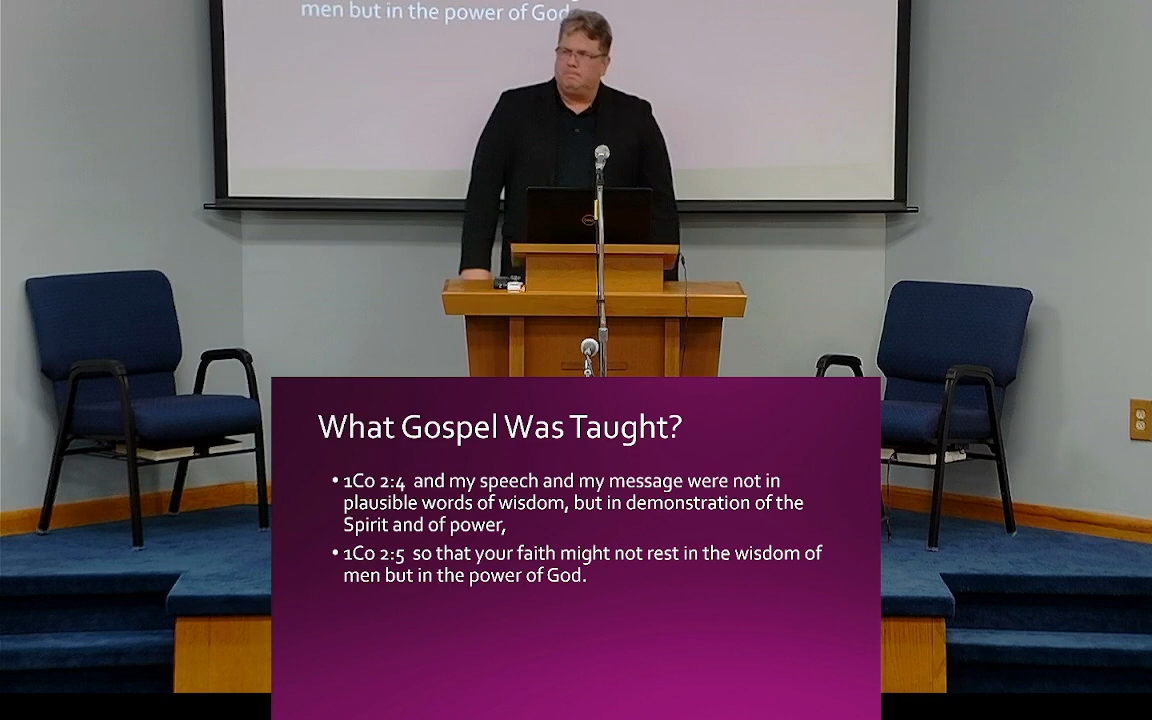 men but in the power of God.
DELL
What Gospel Was Taught?
• 1Co 2:4 and my speech and my message were not in
plausible words of wisdom, but in demonstration of the
Spirit and of power,
• 1Co 2:5 so that your faith might not rest in the wisdom of
men but in the power of God.